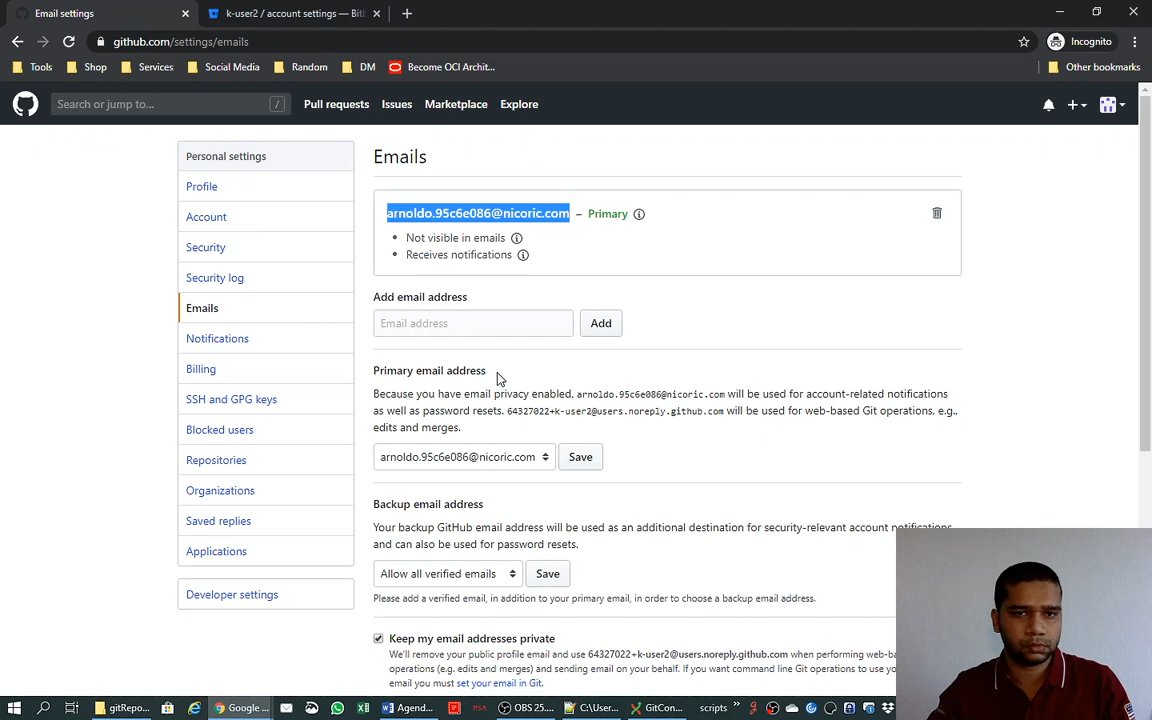 Email settings
k-user2 / account settings — Bitb
github.com/settings/emails
Incognito
Tools
Shop
Services
Social Media
Random
DM
Become OCI Archit...
Other bookmarks
Search or jump to...
/
Pull requests
Issues
Marketplace
Explore
Personal settings
Profile
Account
Security
Security log
Emails
Notifications
Billing
SSH and GPG keys
Blocked users
Repositories
Organizations
Saved replies
Applications
Developer settings
Emails
arnoldo.95c6e086@nicoric.com – Primary
Not visible in emails
Receives notifications
Add email address
Email address
Add
Primary email address
Because you have email privacy enabled, arnoldo.95c6e086@nicoric.com will be used for account-related notifications
as well as password resets. 64327022+k-user2@users.noreply.github.com will be used for web-based Git operations, e.g.,
edits and merges.
arnoldo.95c6e086@nicoric.com
Save
Backup email address
Your backup GitHub email address will be used as an additional destination for security-relevant account notifications
and can also be used for password resets.
Allow all verified emails
Save
Please add a verified email, in addition to your primary email, in order to choose a backup email address.
Keep my email addresses private
We'll remove your public profile email and use 64327022+k-user2@users.noreply.github.com when performing web-ba
operations (e.g. edits and merges) and sending email on your behalf. If you want command line Git operations to use yo
email you must set your email in Git.
gitRepo...
Google ...
Agend...
OBS 25....
C:\User...
GitCon...
scripts